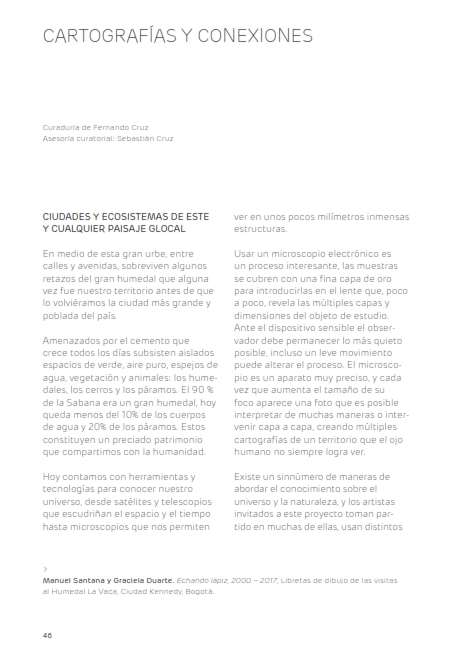 CARTOGRAFÍAS Y CONEXIONES
Curaduría de Fernando Cruz
Asesoría curatorial: Sebastián Cruz
CIUDADES Y ECOSISTEMAS DE ESTE
Y CUALQUIER PAISAJE GLOCAL
En medio de esta gran urbe, entre
calles y avenidas, sobreviven algunos
retazos del gran humedal que alguna
vez fue nuestro territorio antes de que
lo volviéramos la ciudad más grande y
poblada del país.
Amenazados por el cemento que
crece todos los días subsisten aislados
espacios de verde, aire puro, espejos de
agua, vegetación y animales: los hume-
dales, los cerros y los páramos. El 90 %
de la Sabana era un gran humedal, hoy
queda menos del 10% de los cuerpos
de agua y 20% de los páramos. Estos
constituyen un preciado patrimonio
que compartimos con la humanidad.
Hoy contamos con herramientas y
tecnologías para conocer nuestro
universo, desde satélites y telescopios
que escudriñan el espacio y el tiempo
hasta microscopios que nos permiten
ver en unos pocos milímetros inmensas
estructuras.
Usar un microscopio electrónico es
un proceso interesante, las muestras
se cubren con una fina capa de oro
para introducirlas en el lente que, poco
a poco, revela las múltiples capas y
dimensiones del objeto de estudio.
Ante el dispositivo sensible el obser-
vador debe permanecer lo más quieto
posible, incluso un leve movimiento
puede alterar el proceso. El microsco-
pio es un aparato muy preciso, y cada
vez que aumenta el tamaño de su
foco aparece una foto que es posible
interpretar de muchas maneras o inter-
venir capa a capa, creando múltiples
cartografías de un territorio que el ojo
humano no siempre logra ver.
Existe un sinnúmero de maneras de
abordar el conocimiento sobre el
universo y la naturaleza, y los artistas
invitados a este proyecto toman par-
tido en muchas de ellas, usan distintos
>
Manuel Santana y Graciela Duarte. Echando lápiz, 2000 – 2017, Libretas de dibujo de las visitas
al Humedal La Vaca, Ciudad Kennedy, Bogotá.
46